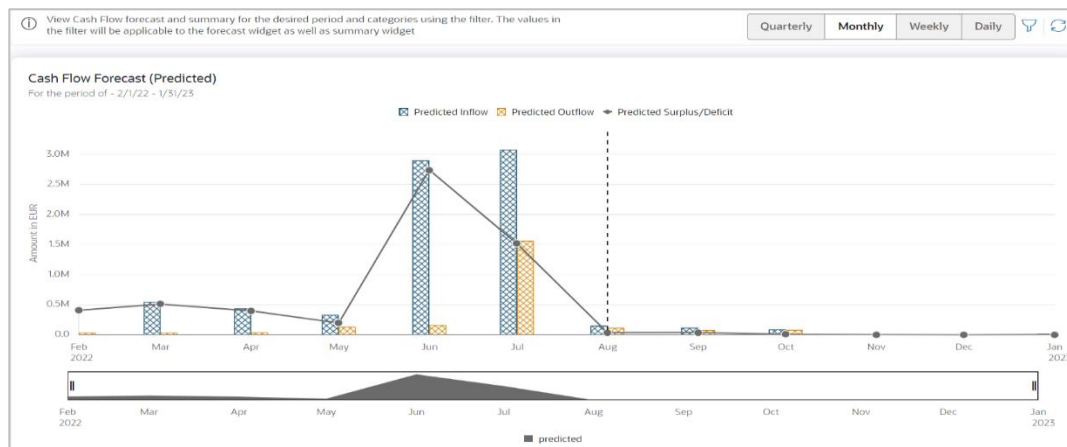 View Cash Flow forecast and summary for the desired period and categories using the filter. The values in
the filter will be applicable to the forecast widget as well as summary widget
Quarterly Monthly Weekly Daily
Cash Flow Forecast (Predicted)
For the period of - 2/1/22 - 1/31/23
Predicted Inflow Predicted Outflow Predicted Surplus/Deficit
Amount in EUR
3.0M
2.5M
2.0M
1.5M
1.0M
0.5M
0.0
Feb Mar Apr May Jun Jul Aug Sep Oct Nov Dec Jan
2022 2023
Feb Mar Apr May Jun Jul Aug Sep Oct Nov Dec Jan
2022 2023
predicted